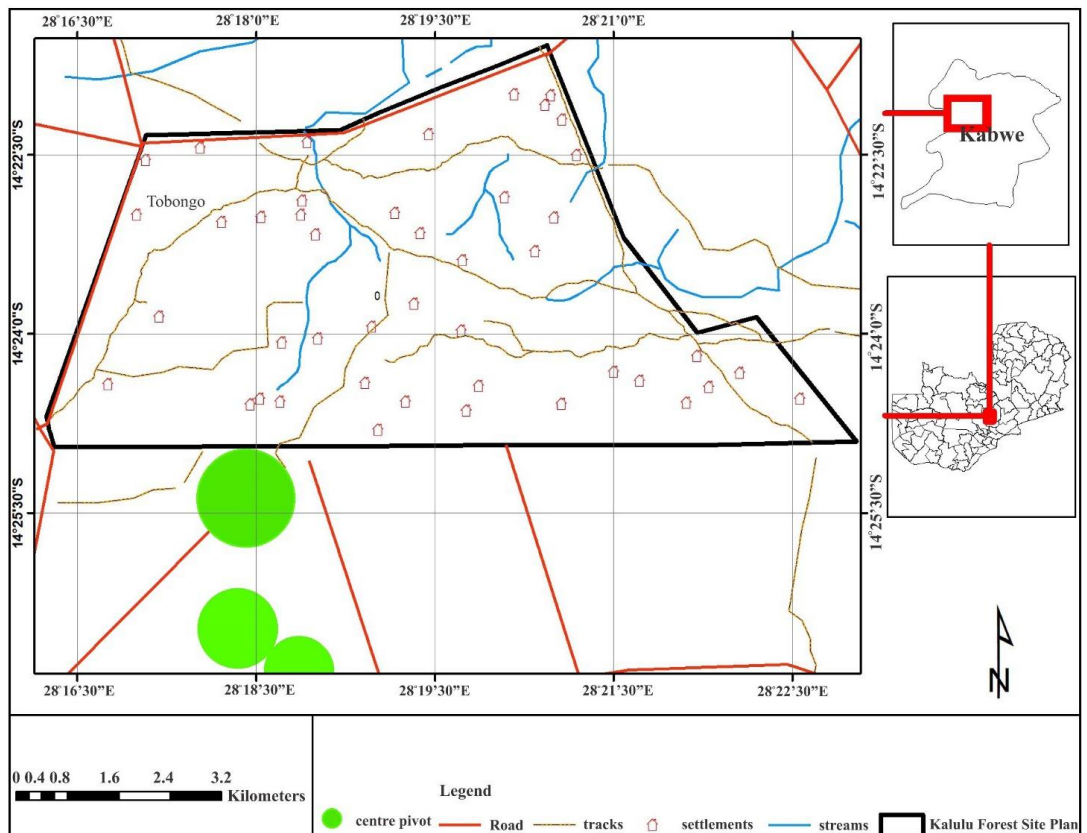 28°16'30"E 28°18'0"E 28°19'30"E 28°21'0"E
Kabwe
14°22'30"S 14°22'30"S
Tobongo
0
14°24'0"S 14°24'0"S
14°25'30"S 14°25'30"S
28°16'30"E 28°18'30"E 28°19'30"E 28°21'30"E 28°22'30"E
N
0 0.4 0.8 1.6 2.4 3.2
Kilometers
Legend
centre pivot Road tracks settlements streams Kalulu Forest Site Plan